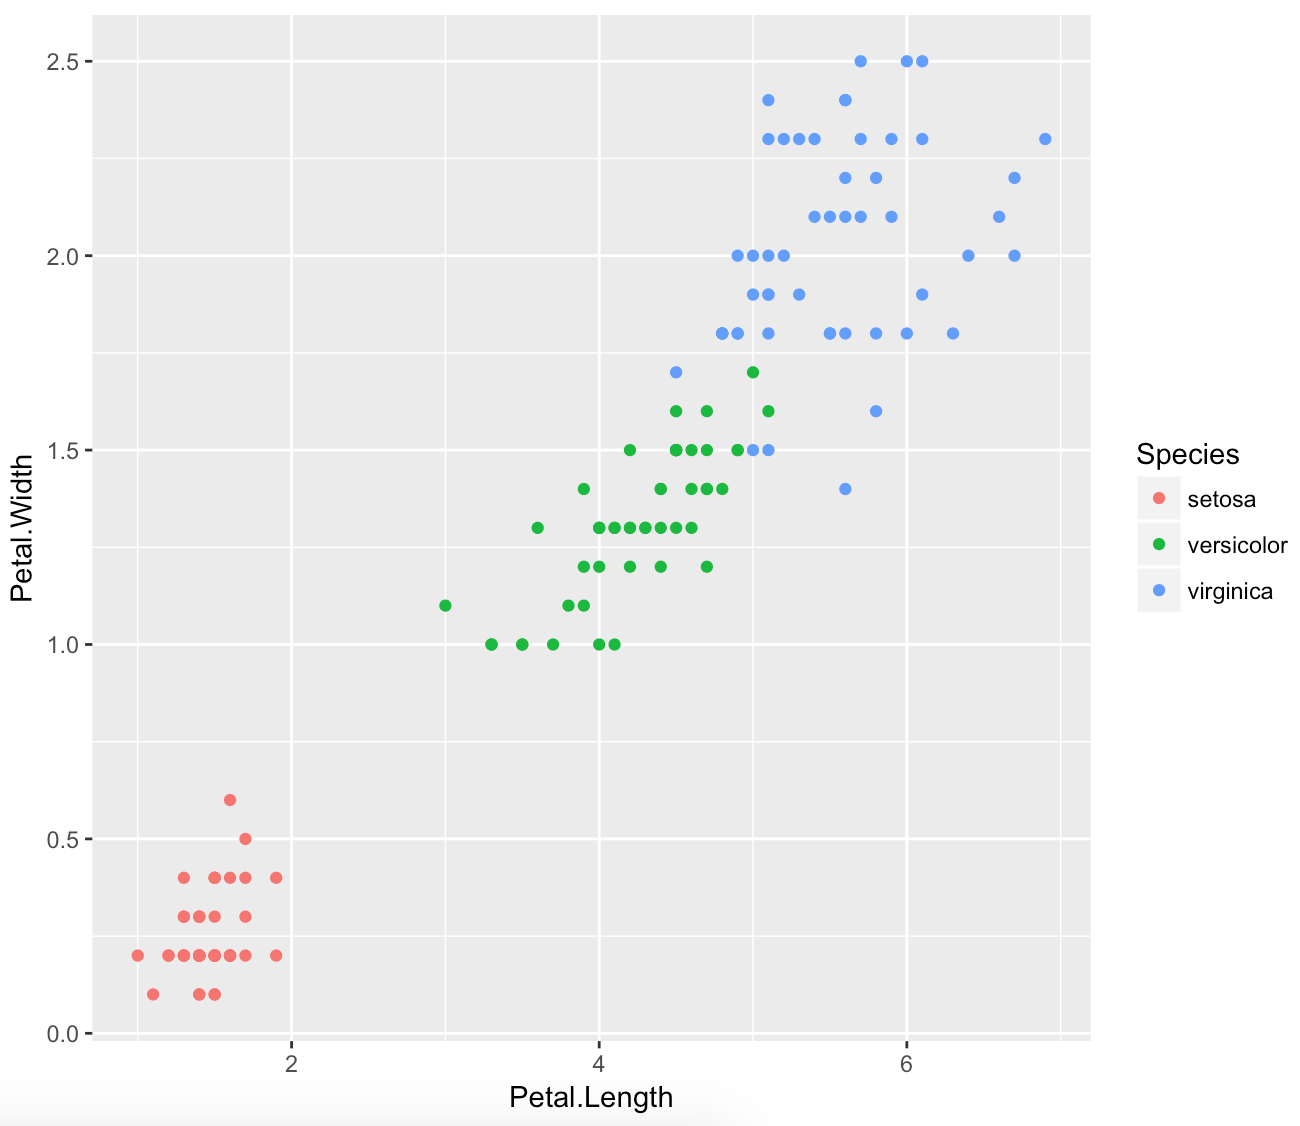 2.5
2.0
1.5
1.0
0.5
0.0
2 4 6
Petal.Length
Petal.Width
Species
setosa
versicolor
virginica